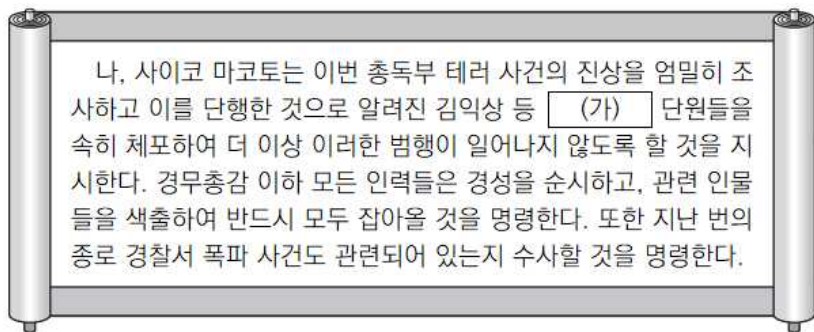 나, 사이코 마코토는 이번 총독부 테러 사건의 진상을 엄밀히 조
사하고 이를 단행한 것으로 알려진 김익상 등 (가) 단원들을
속히 체포하여 더 이상 이러한 범행이 일어나지 않도록 할 것을 지
시한다. 경무총감 이하 모든 인력들은 경성을 순시하고, 관련 인물
들을 색출하여 반드시 모두 잡아올 것을 명령한다. 또한 지난 번의
종로 경찰서 폭파 사건도 관련되어 있는지 수사할 것을 명령한다.